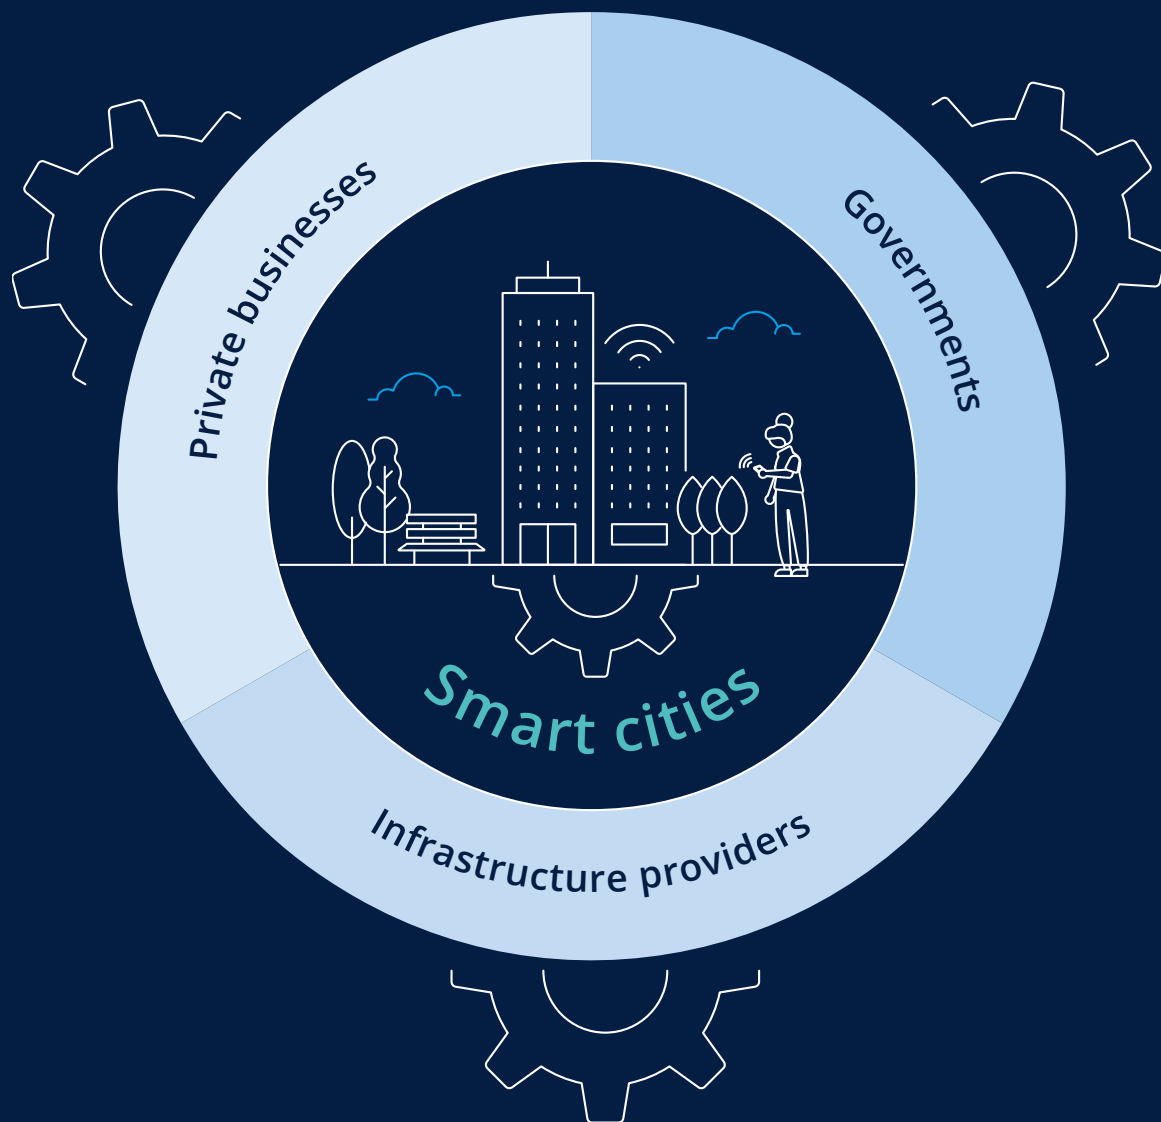 Private businesses
Governments
Smart cities
Infrastructure providers